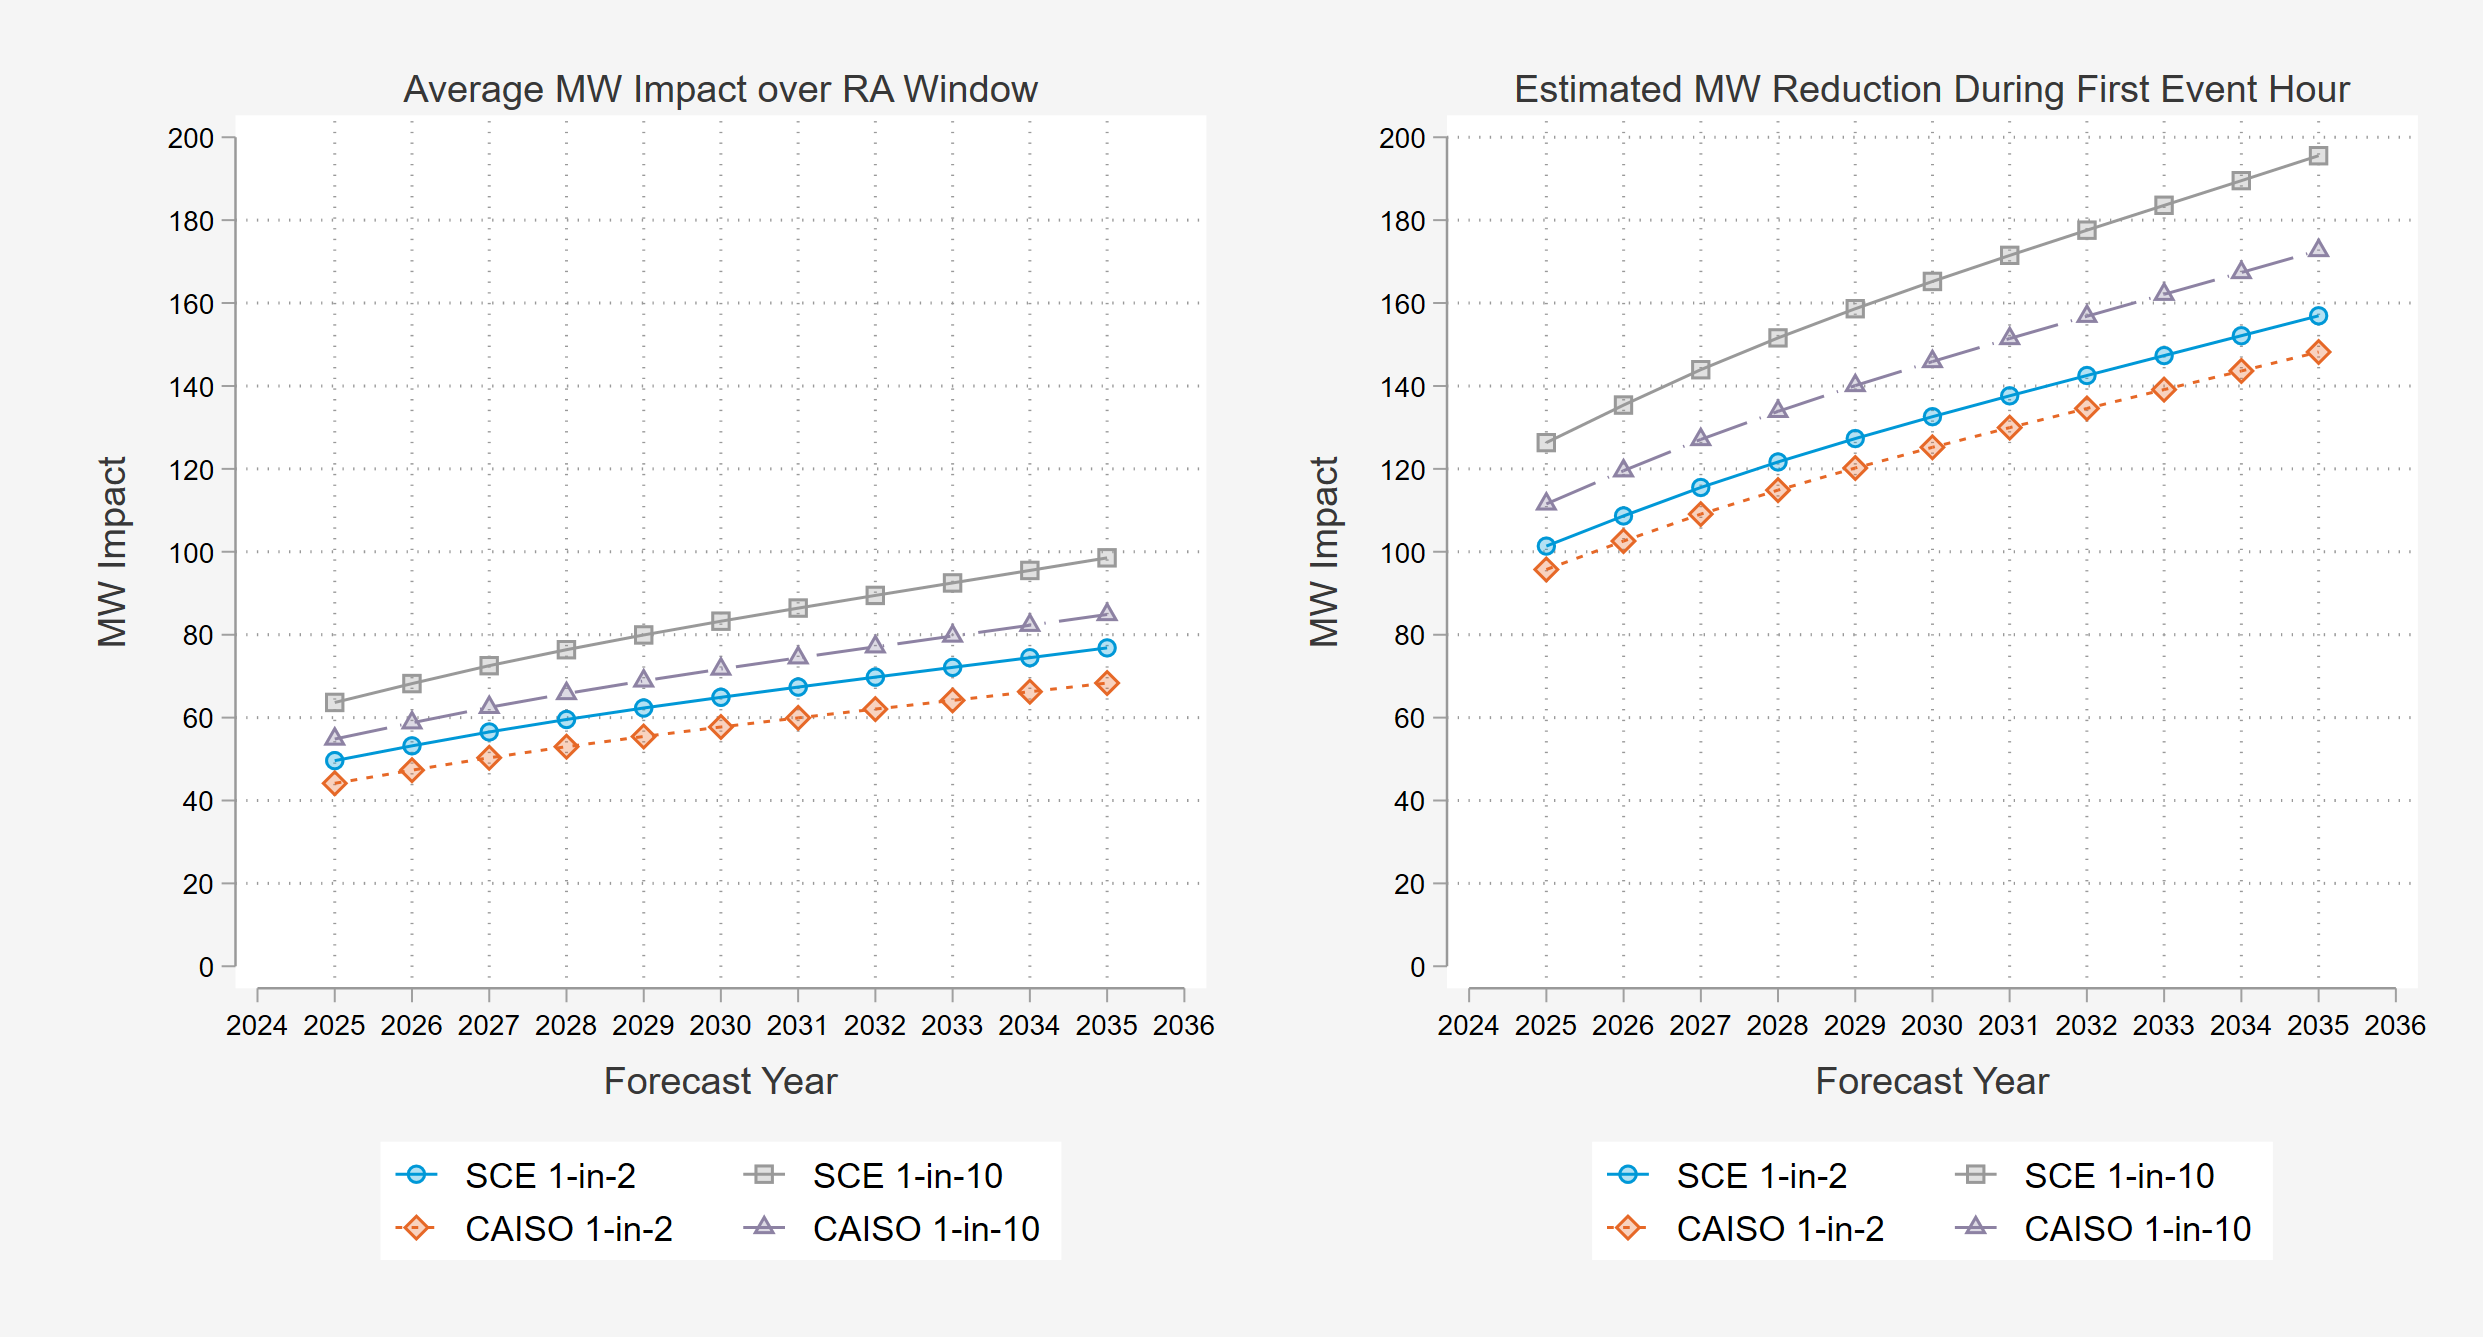 Average MW Impact over RA Window
200
180
160
140
120
100
80
60
40
20
0
MW Impact
2024 2025 2026 2027 2028 2029 2030 2031 2032 2033 2034 2035 2036
Forecast Year
SCE 1-in-2 SCE 1-in-10
CAISO 1-in-2 CAISO 1-in-10
Estimated MW Reduction During First Event Hour
200
180
160
140
120
100
80
60
40
20
0
MW Impact
2024 2025 2026 2027 2028 2029 2030 2031 2032 2033 2034 2035 2036
Forecast Year
SCE 1-in-2 SCE 1-in-10
CAISO 1-in-2 CAISO 1-in-10